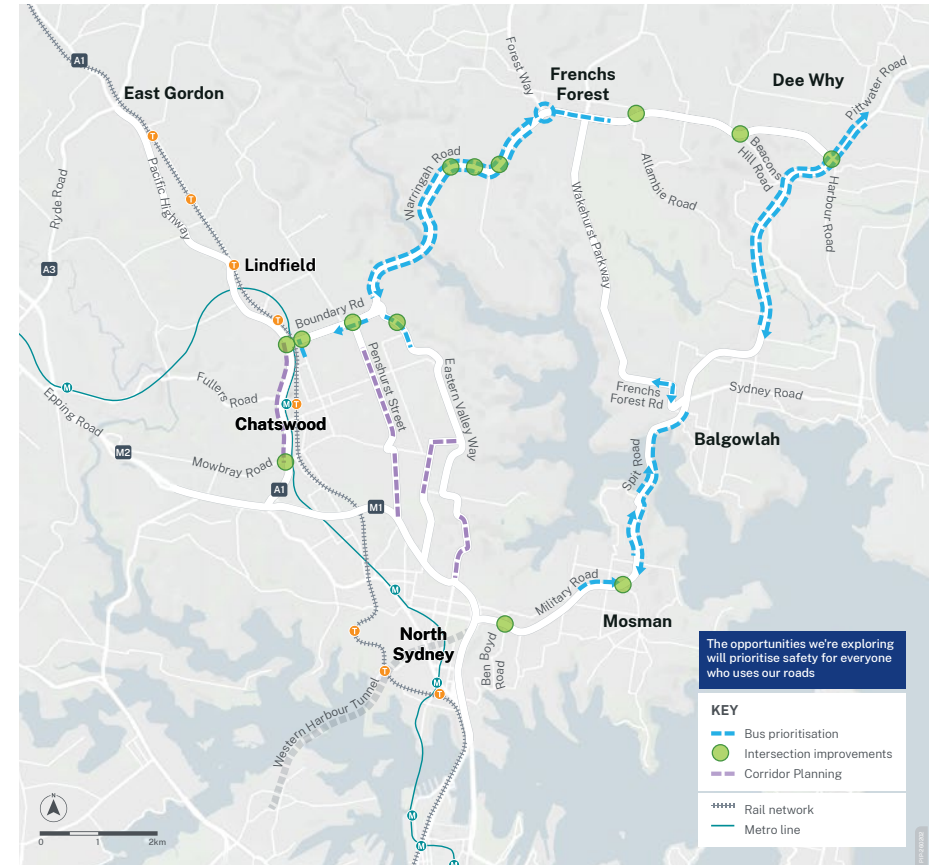 A1
East Gordon
Forest Way
Frenchs
Forest
Dee Why
Pittwater Road
Pacific Highway
Ryde Road
T
T
Warringah Road
Allambie Road
Beacons
Hill Road
Harbour Road
Wakehurst Parkway
A3
T
Lindfield
T
Boundary Rd
M
Fullers
Road
Epping Road
M
T
Chatswood
Penshurst Street
Eastern Valley Way
Frenchs
Forest Rd
Sydney Road
Balgowlah
M2
Mowbray Road
A1
M1
Spit Road
M
Military Road
Mosman
T
North
Sydney
T
M
T
Ben Boyd
Road
Western Harbour Tunnel
M
M
M
The opportunities we're exploring
will prioritise safety for everyone
who uses our roads
KEY
Bus prioritisation
Intersection improvements
Corridor Planning
Rail network
Metro line
N
0 1 2km